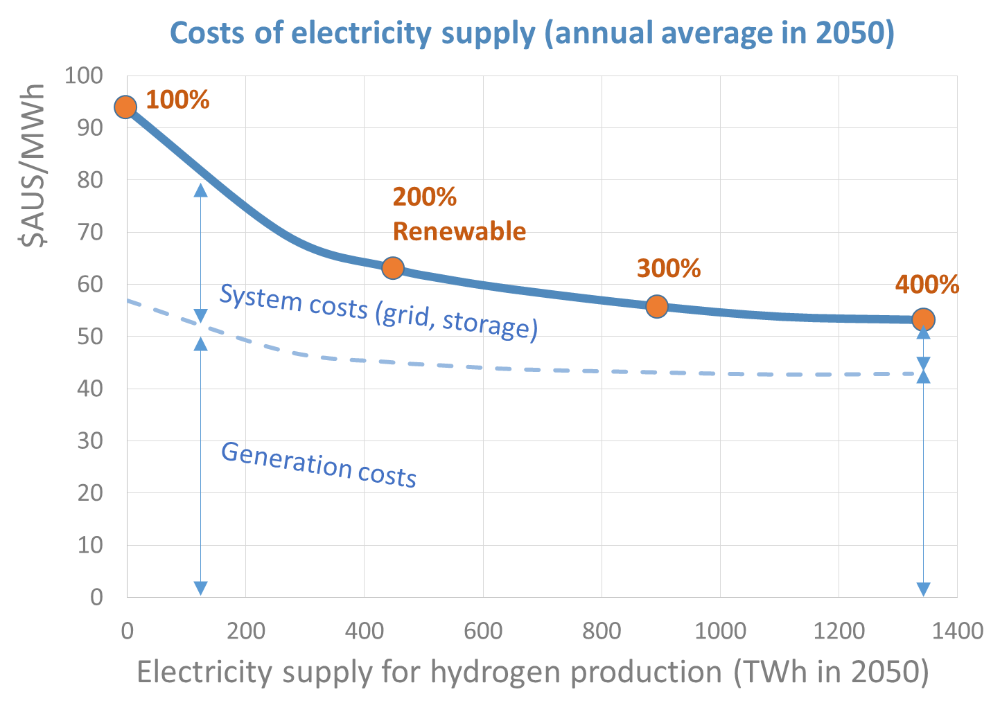 Costs of electricity supply (annual average in 2050)
$AUS/MWh
100
90
80
70
60
50
40
30
20
10
0
100%
200%
Renewable
300%
400%
System costs (grid, storage)
Generation costs
0 200 400 600 800 1000 1200 1400
Electricity supply for hydrogen production (TWh in 2050)